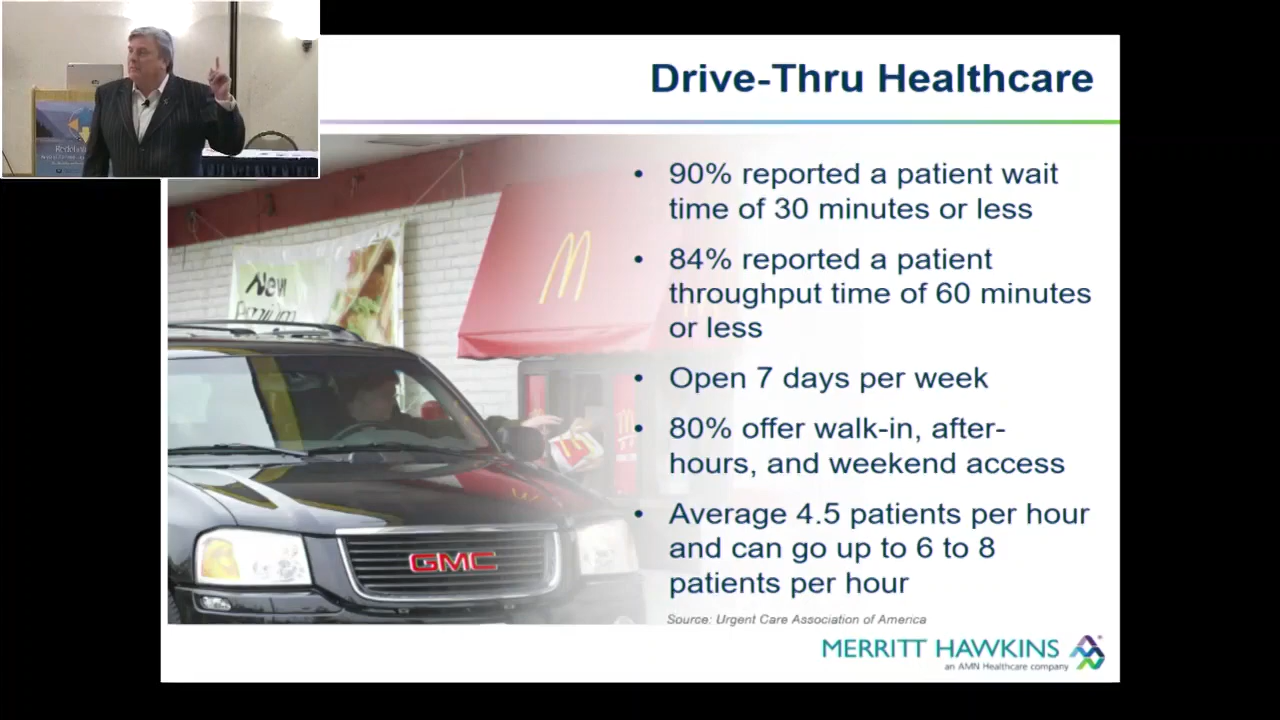 Drive-Thru Healthcare
• 90% reported a patient wait
time of 30 minutes or less
• 84% reported a patient
throughput time of 60 minutes
or less
• Open 7 days per week
• 80% offer walk-in, after-
hours, and weekend access
• Average 4.5 patients per hour
and can go up to 6 to 8
patients per hour
Source: Urgent Care Association of America
MERRITT HAWKINS
an AMN Healthcare company
New
Premium
GMC